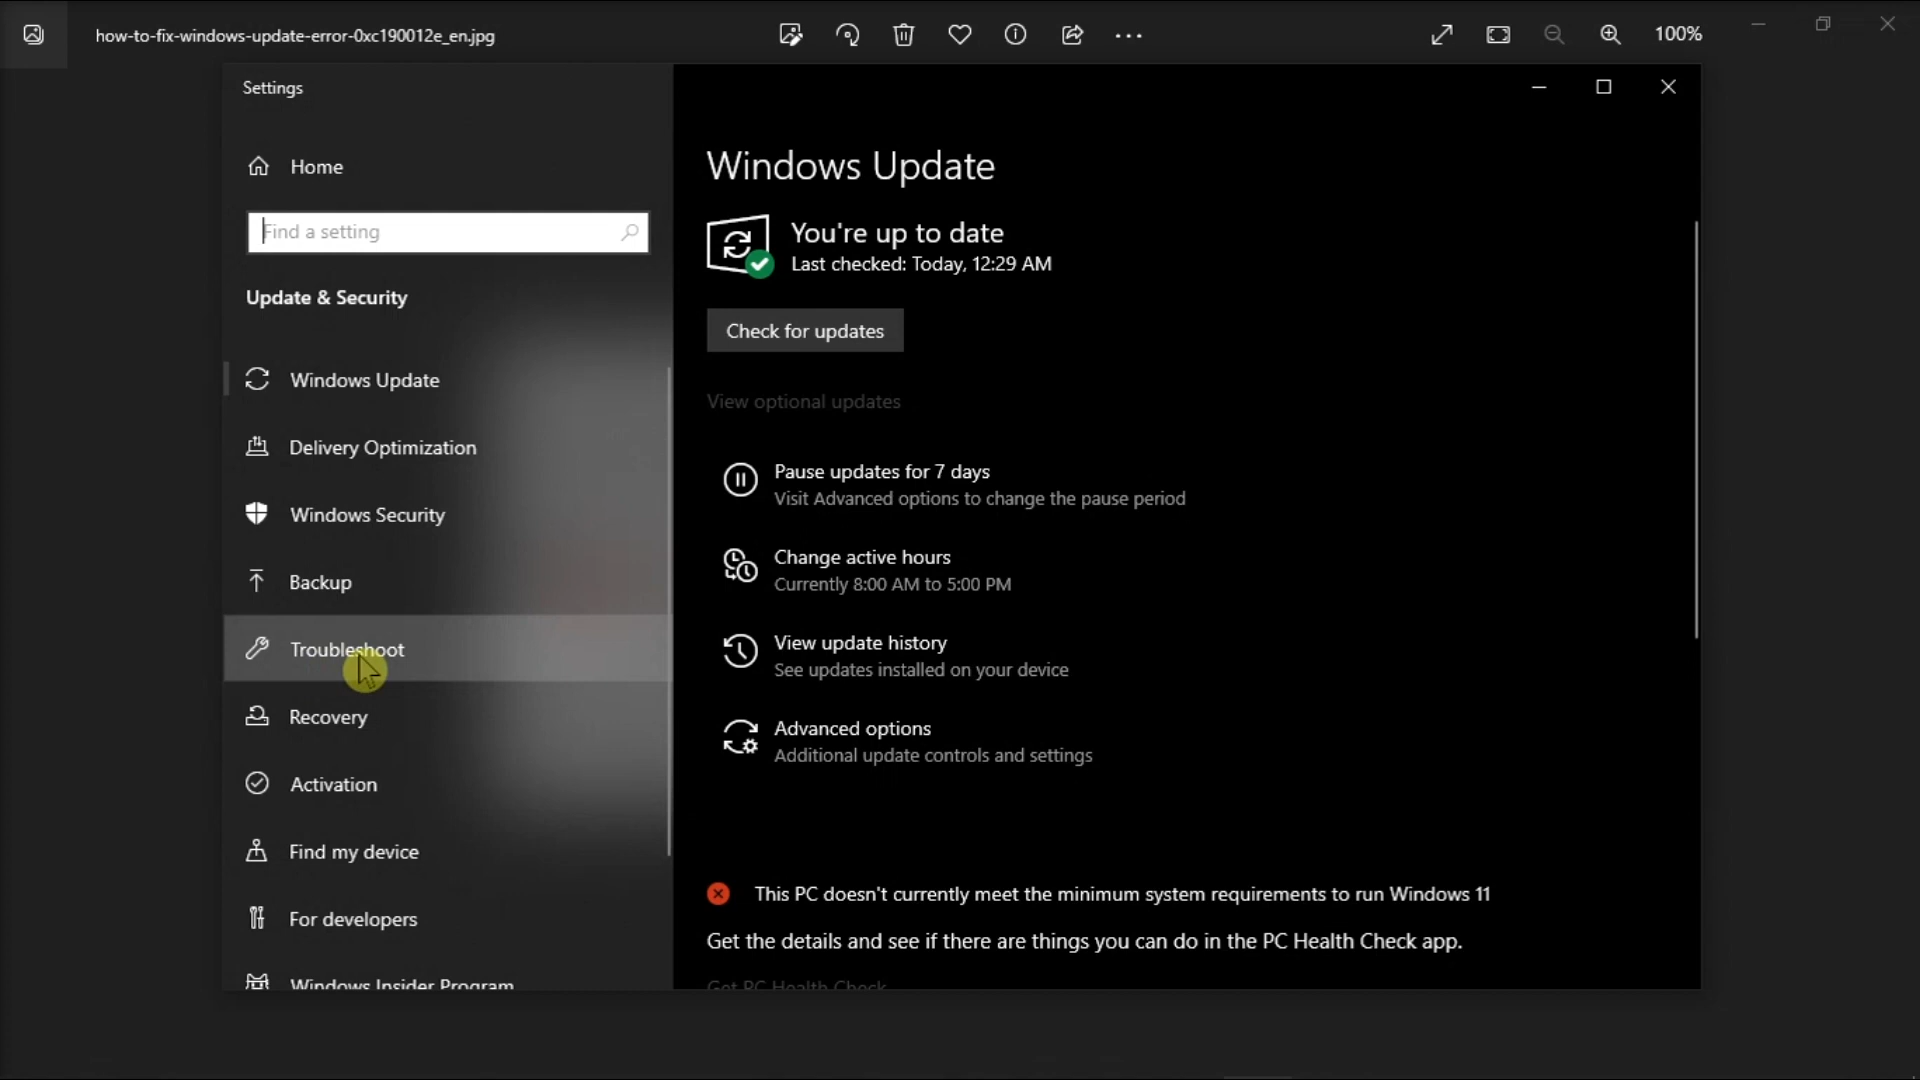 how-to-fix-windows-update-error-0xc190012e_en.jpg
100%
Settings
Home
Find a setting
Update & Security
Windows Update
Delivery Optimization
Windows Security
Backup
Troubleshoot
Recovery
Activation
Find my device
For developers
Windows Insider Program
Windows Update
You're up to date
Last checked: Today, 12:29 AM
Check for updates
View optional updates
Pause updates for 7 days
Visit Advanced options to change the pause period
Change active hours
Currently 8:00 AM to 5:00 PM
View update history
See updates installed on your device
Advanced options
Additional update controls and settings
This PC doesn't currently meet the minimum system requirements to run Windows 11
Get the details and see if there are things you can do in the PC Health Check app.
Get PC Health Check